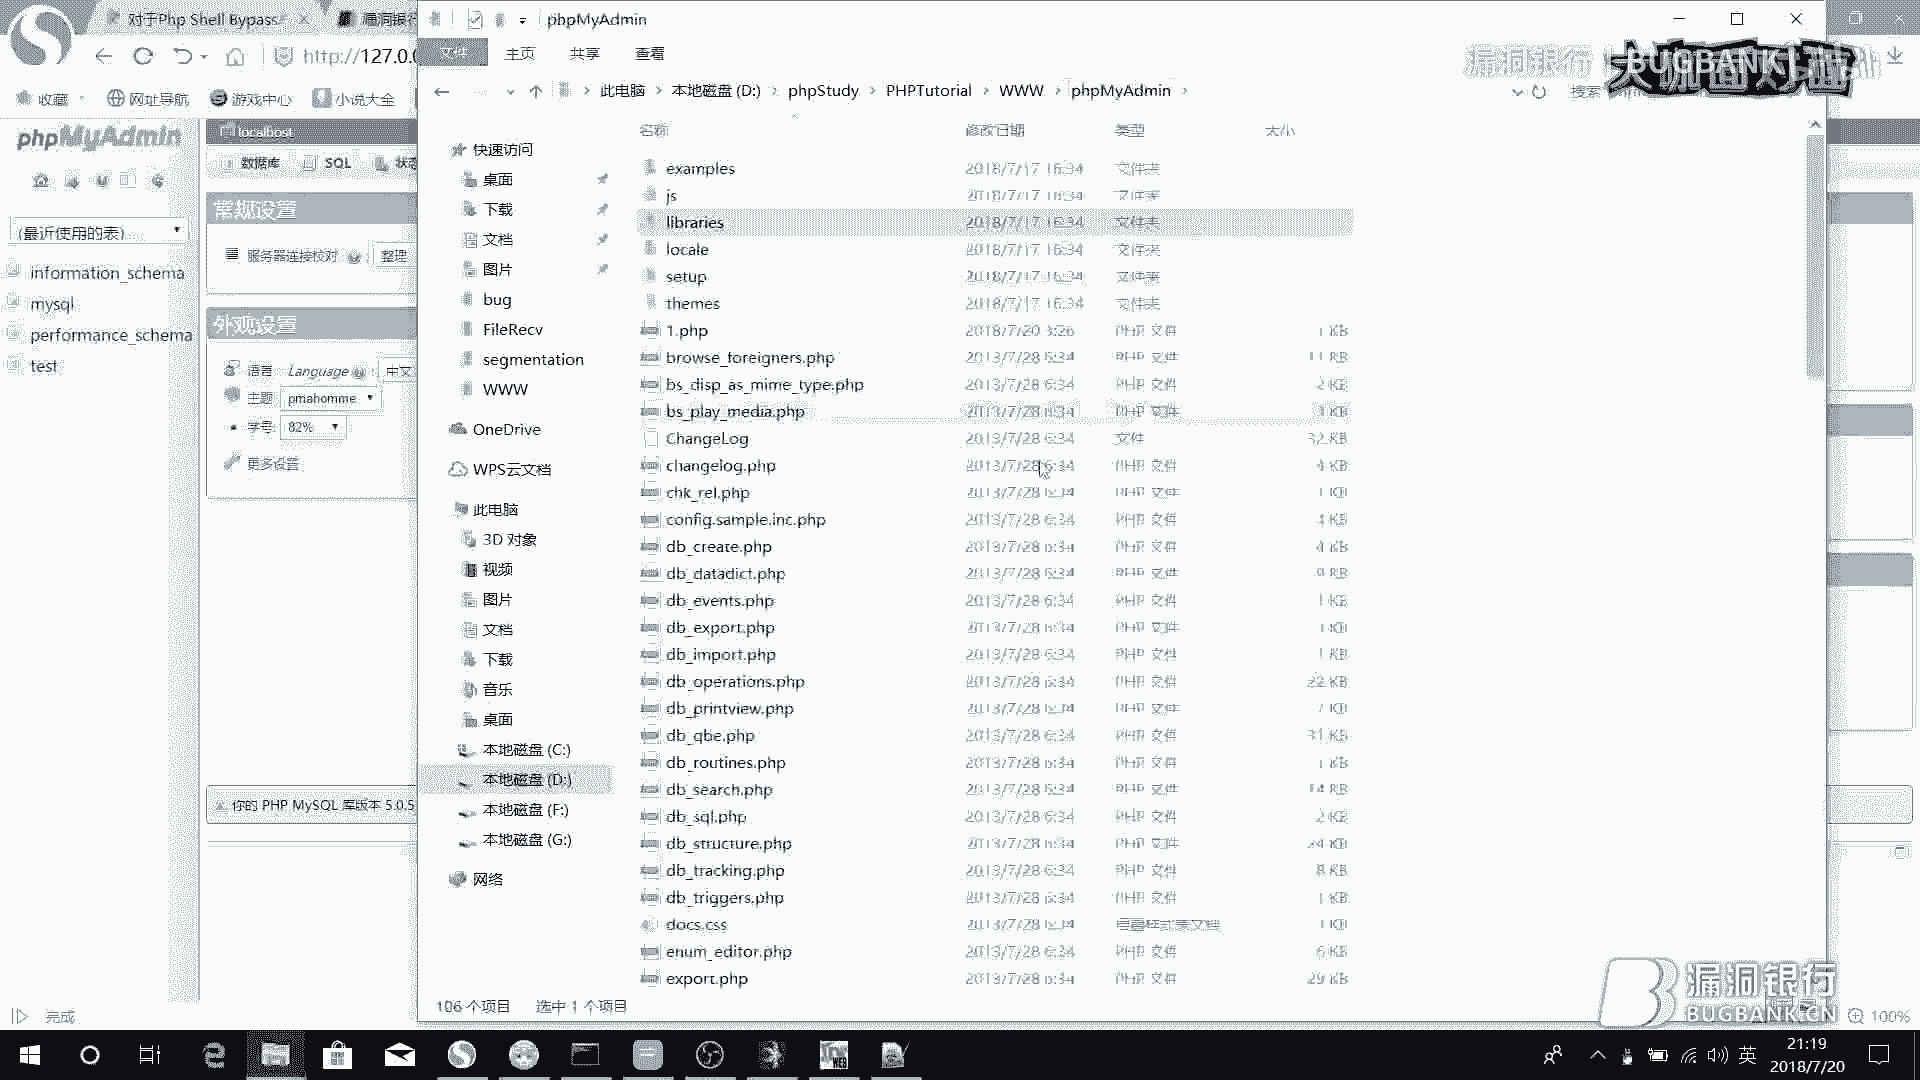 对于Php Shell Bypass
漏洞银行
phpMyAdmin
http://127.0.0
文件 主页 共享 查看
漏洞银行 BUGBANK
大咖面对面
此电脑 本地磁盘 (D:) phpStudy PHPTutorial WWW phpMyAdmin
搜索
收藏 网址导航 游戏中心 小说大全
phpMyAdmin
localhost
数据库 SQL 状态
(最近使用的表)
information_schema
mysql
performance_schema
test
常规设置
服务器连接校对 整理
外观设置
语言 Language 中文
主题 pmahomme
字号: 82%
更多设置
你的 PHP MySQL 库版本 5.0.5
快速访问
桌面
下载
文档
图片
bug
FileRecv
segmentation
WWW
OneDrive
WPS云文档
此电脑
3D 对象
视频
图片
文档
下载
音乐
桌面
本地磁盘 (C:)
本地磁盘 (D:)
本地磁盘 (F:)
本地磁盘 (G:)
网络
名称 修改日期 类型 大小
examples 2018/7/17 16:34 文件夹
js 2018/7/17 16:34 文件夹
libraries 2018/7/17 16:34 文件夹
locale 2018/7/17 16:34 文件夹
setup 2018/7/17 16:34 文件夹
themes 2018/7/17 16:34 文件夹
1.php 2018/7/20 3:26 PHP 文件 1 KB
browse_foreigners.php 2013/7/28 6:34 PHP 文件 11 KB
bs_disp_as_mime_type.php 2013/7/28 6:34 PHP 文件 2 KB
bs_play_media.php 2013/7/28 6:34 PHP 文件 3 KB
ChangeLog 2013/7/28 6:34 文件 32 KB
changelog.php 2013/7/28 6:34 PHP 文件 4 KB
chk_rel.php 2013/7/28 6:34 PHP 文件 1 KB
config.sample.inc.php 2013/7/28 6:34 PHP 文件 4 KB
db_create.php 2013/7/28 6:34 PHP 文件 4 KB
db_datadict.php 2013/7/28 6:34 PHP 文件 9 KB
db_events.php 2013/7/28 6:34 PHP 文件 1 KB
db_export.php 2013/7/28 6:34 PHP 文件 KB
db_import.php 2013/7/28 6:34 PHP 文件 1 KB
db_operations.php 2013/7/28 6:34 PHP 文件 22 KB
db_printview.php 2013/7/28 6:34 PHP 文件 7 KB
db_qbe.php 2013/7/28 6:34 PHP 文件 31 KB
db_routines.php 2013/7/28 6:34 PHP 文件 1 KB
db_search.php 2013/7/28 6:34 PHP 文件 14 KB
db_sql.php 2013/7/28 6:34 PHP 文件 2 KB
db_structure.php 2013/7/28 6:34 PHP 文件 34 KB
db_tracking.php 2013/7/28 6:34 PHP 文件 8 KB
db_triggers.php 2013/7/28 6:34 PHP 文件 1 KB
docs.css 2013/7/28 6:34 层叠样式表文档 1 KB
enum_editor.php 2013/7/28 6:34 PHP 文件 6 KB
export.php 2013/7/28 6:34 PHP 文件 29 KB
106 个项目 选中 1 个项目
完成
漏洞银行
BUGBANK.CN
100%
英
21:19
2018/7/20